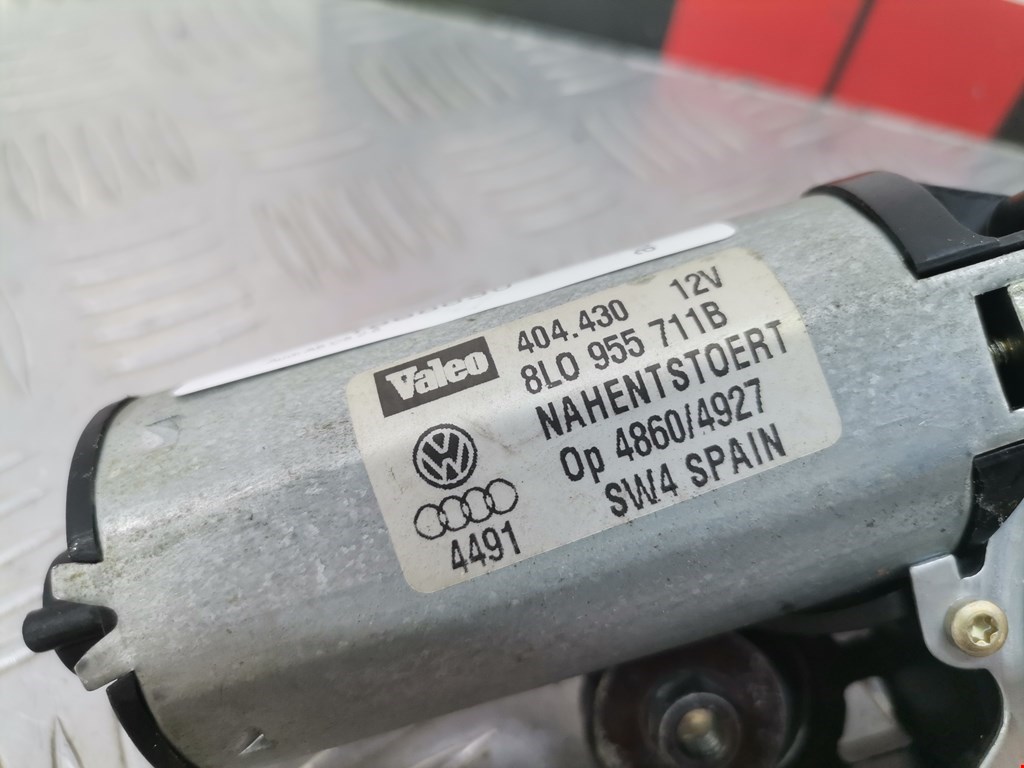 Valeo
404.430 12V
8L0 955 711B
NAHENTSTOERT
Op 4860/4927
SW4 SPAIN
4491